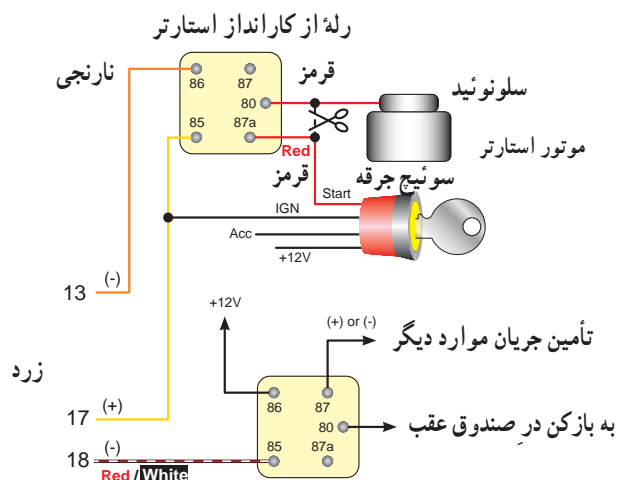 رلهٔ از کار انداز استارتر
نارنجی
86
87
80
85
87a
قرمز
Red
قرمز
سلونوئید
موتور استارتر
سوئیچ جرقه
Start
IGN
Acc
+12V
13 (-)
زرد
17 (+)
18 (-)
Red / White
+12V
(+) or (-)
تأمین جریان موارد دیگر
86
87
80
85
87a
به بازکن درِ صندوق عقب